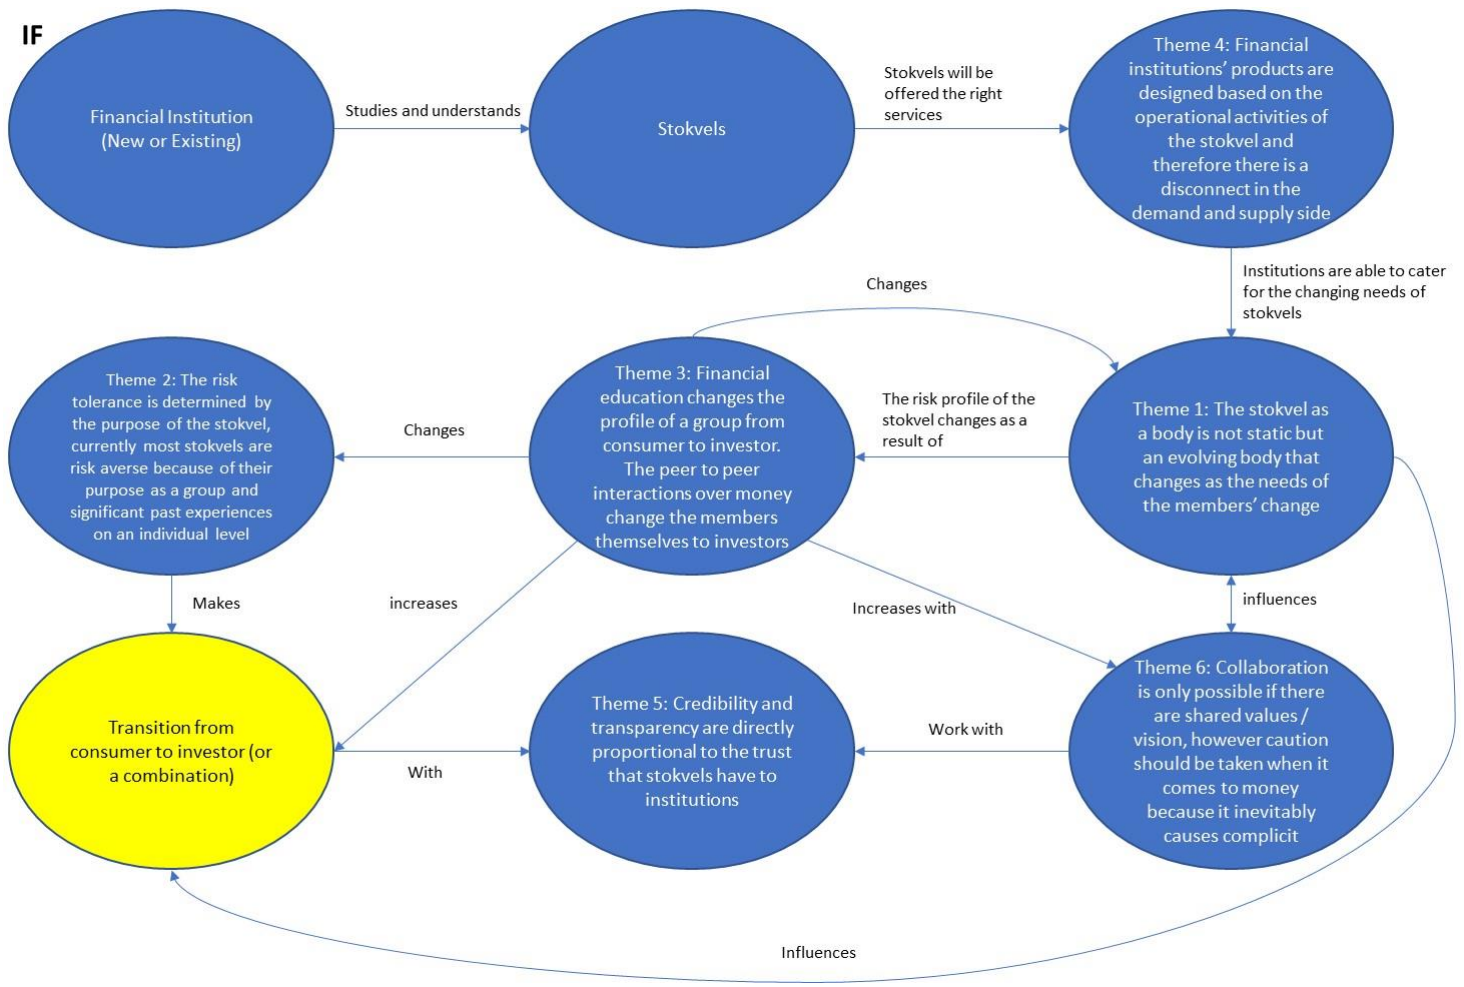 IF
Financial Institution
(New or Existing)
Studies and understands
Stokvels
Stokvels will be
offered the right
services
Theme 4: Financial
institutions' products are
designed based on the
operational activities of
the stokvel and
therefore there is a
disconnect in the
demand and supply side
Institutions are able to cater
for the changing needs of
stokvels
Changes
Theme 2: The risk
tolerance is determined by
the purpose of the stokvel,
currently most stokvels are
risk averse because of their
purpose as a group and
significant past experiences
on an individual level
Changes
Theme 3: Financial
education changes the
profile of a group from
consumer to investor.
The peer to peer
interactions over money
change the members
themselves to investors
The risk profile of the
stokvel changes as a
result of
Theme 1: The stokvel as
a body is not static but
an evolving body that
changes as the needs of
the members' change
Makes
increases
Increases with
influences
Transition from
consumer to investor (or
a combination)
With
Theme 5: Credibility and
transparency are directly
proportional to the trust
that stokvels have to
institutions
Work with
Theme 6: Collaboration
is only possible if there
are shared values /
vision, however caution
should be taken when it
comes to money
because it inevitably
causes complicit
Influences